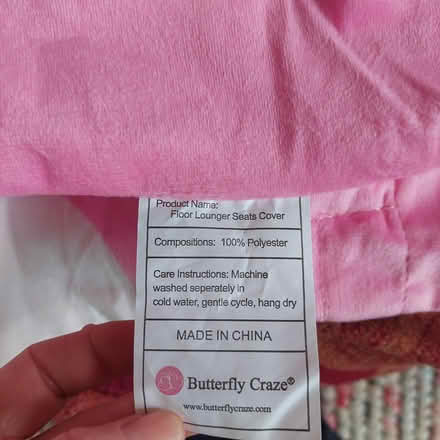 Product Name:
Floor Lounger Seats Cover
Compositions: 100% Polyester
Care Instructions: Machine
washed seperately in
cold water, gentle cycle, hang dry
MADE IN CHINA
Butterfly Craze®
www.butterflycraze.com